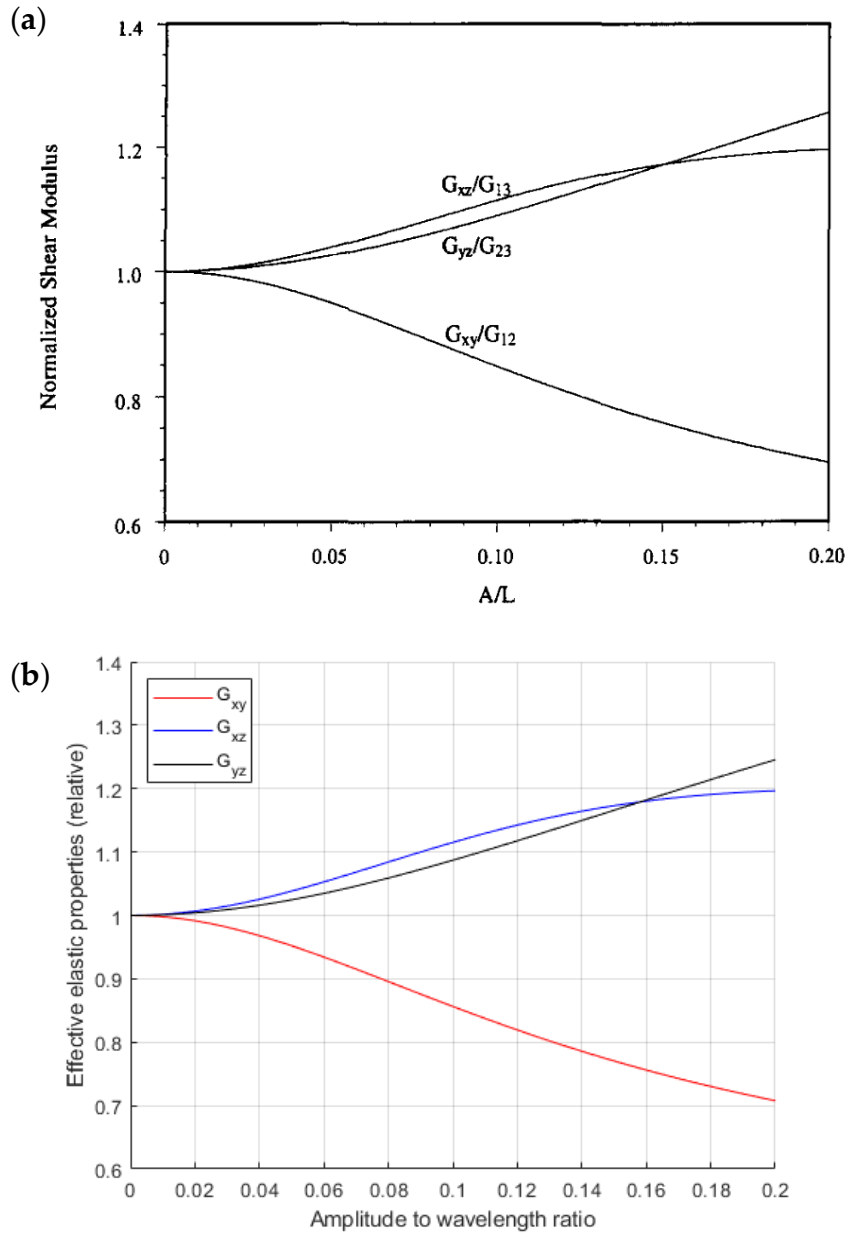 (a)
1.4
1.2
1.0
0.8
0.6
Normalized Shear Modulus
Gxz/G13
Gyz/G23
Gxy/G12
0
0.05
0.10
0.15
0.20
A/L
(b)
1.4
1.3
1.2
1.1
1
0.9
0.8
0.7
0.6
Effective elastic properties (relative)
Gxy
Gxz
Gyz
0
0.02
0.04
0.06
0.08
0.1
0.12
0.14
0.16
0.18
0.2
Amplitude to wavelength ratio